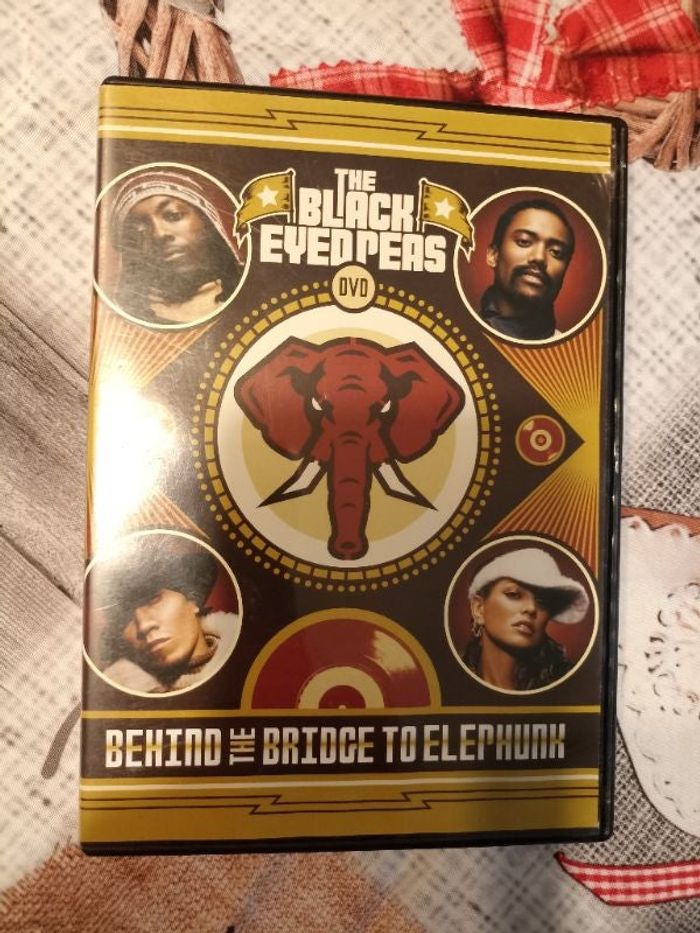 THE
BLACK
EYED PEAS
DVD
BEHIND THE BRIDGE TO ELEPHUNK